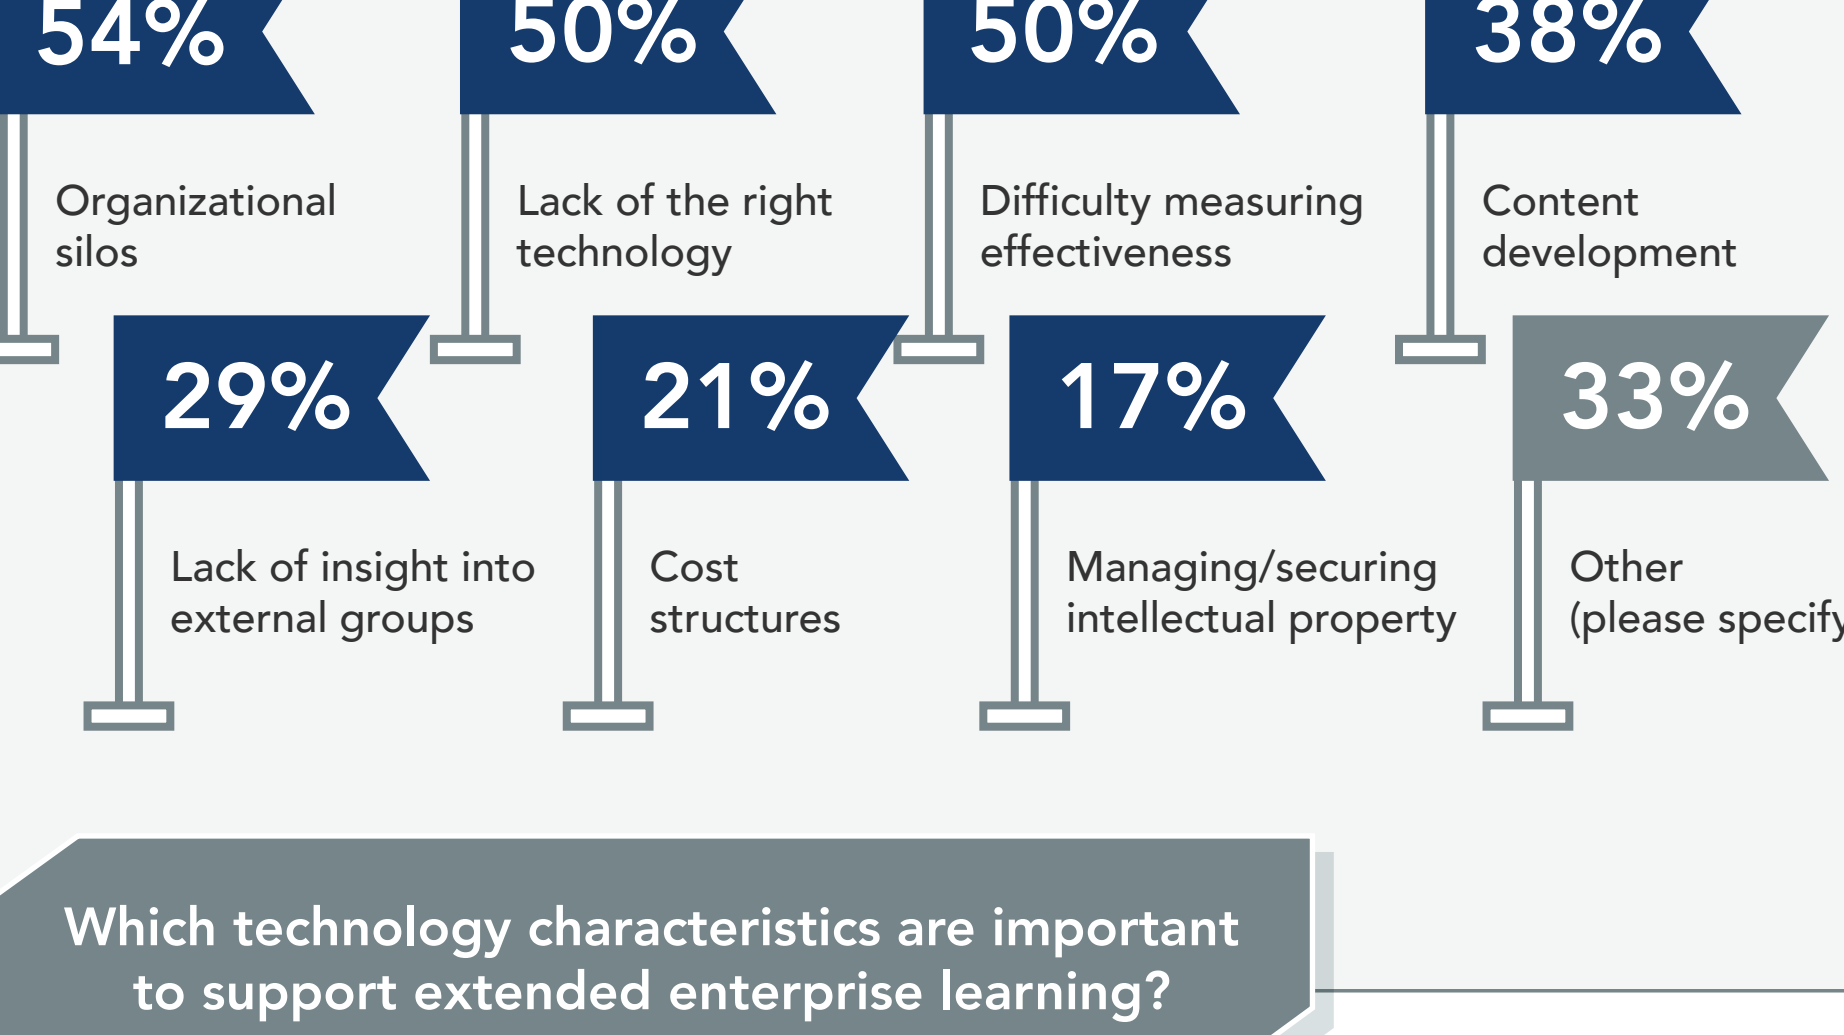 54%
50%
50%
38%
Organizational
silos
Lack of the right
technology
Difficulty measuring
effectiveness
Content
development
29%
21%
17%
33%
Lack of insight into
external groups
Cost
structures
Managing/securing
intellectual property
Other
(please specify
Which technology characteristics are important
to support extended enterprise learning?